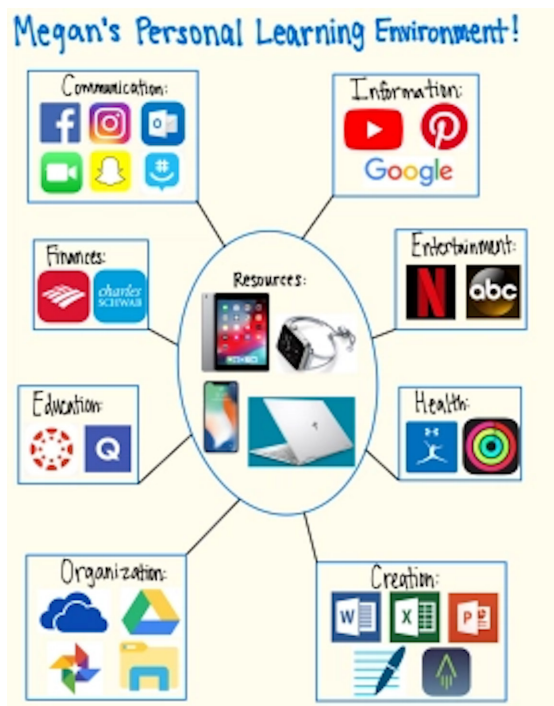 Megan's Personal Learning Environment!
Communication:
Information:
Google
Finances:
charles
SCHWAB
Entertainment:
N
abc
Resources:
Education:
Q
Health:
Organization:
Creation:
W
X
P